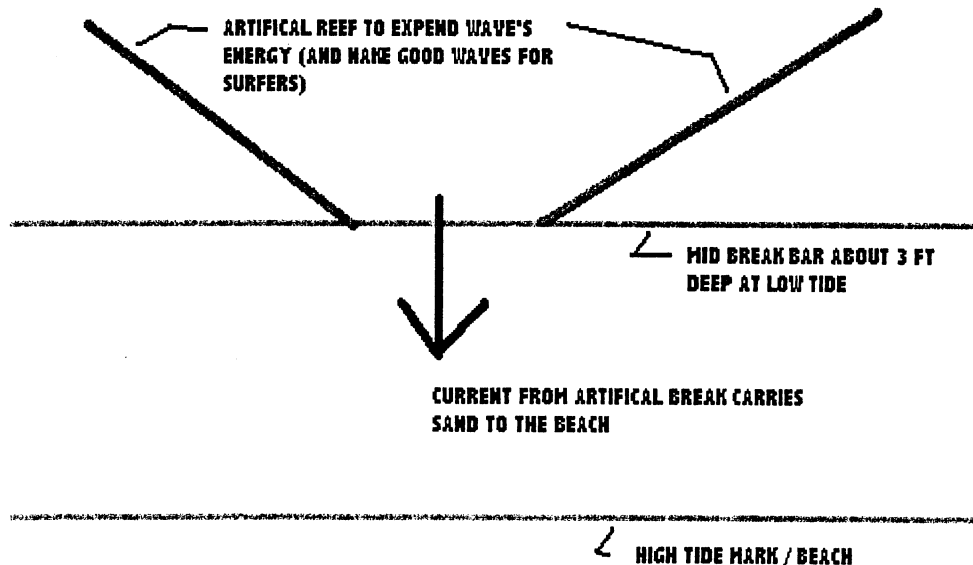 ARTIFICAL REEF TO EXPEND WAVE'S
ENERGY (AND MAKE GOOD WAVES FOR
SURFERS)
MID BREAK BAR ABOUT 3 FT
DEEP AT LOW TIDE
CURRENT FROM ARTIFICAL BREAK CARRIES
SAND TO THE BEACH
HIGH TIDE MARK / BEACH